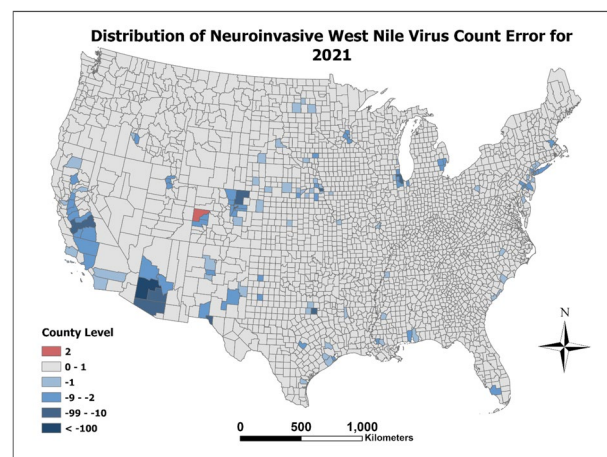 Distribution of Neuroinvasive West Nile Virus Count Error for
2021
N
County Level
2
0 - 1
-1
-9 - -2
-99 - -10
< -100
0 500 1,000
Kilometers